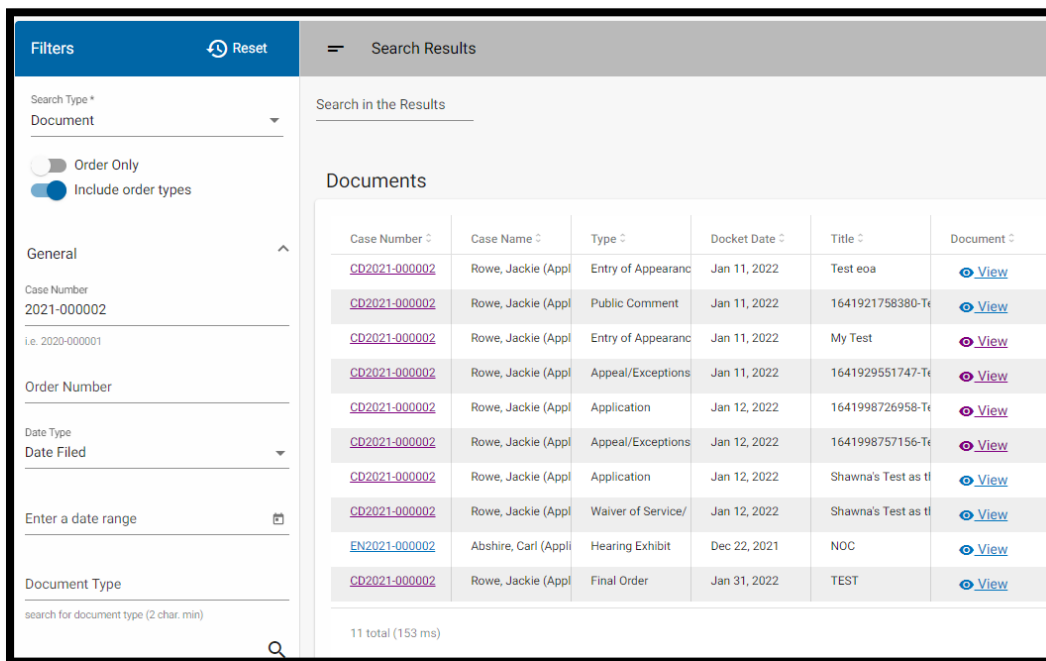 Filters
Reset
Search Results
Search Type *
Document
Order Only
Include order types
General
Case Number
2021-000002
i.e. 2020-000001
Order Number
Date Type
Date Filed
Enter a date range
Document Type
search for document type (2 char. min)
Search in the Results
Documents
Case Number Case Name Type Docket Date Title Document
CD2021-000002 Rowe, Jackie (Appl Entry of Appearanc Jan 11, 2022 Test eoa View
CD2021-000002 Rowe, Jackie (Appl Public Comment Jan 11, 2022 1641921758380-Te View
CD2021-000002 Rowe, Jackie (Appl Entry of Appearanc Jan 11, 2022 My Test View
CD2021-000002 Rowe, Jackie (Appl Appeal/Exceptions Jan 11, 2022 1641929551747-Te View
CD2021-000002 Rowe, Jackie (Appl Application Jan 12, 2022 1641998726958-Te View
CD2021-000002 Rowe, Jackie (Appl Appeal/Exceptions Jan 12, 2022 1641998757156-Te View
CD2021-000002 Rowe, Jackie (Appl Application Jan 12, 2022 Shawna's Test as tl View
CD2021-000002 Rowe, Jackie (Appl Waiver of Service/ Jan 12, 2022 Shawna's Test as tl View
EN2021-000002 Abshire, Carl (Appli Hearing Exhibit Dec 22, 2021 NOC View
CD2021-000002 Rowe, Jackie (Appl Final Order Jan 31, 2022 TEST View
11 total (153 ms)